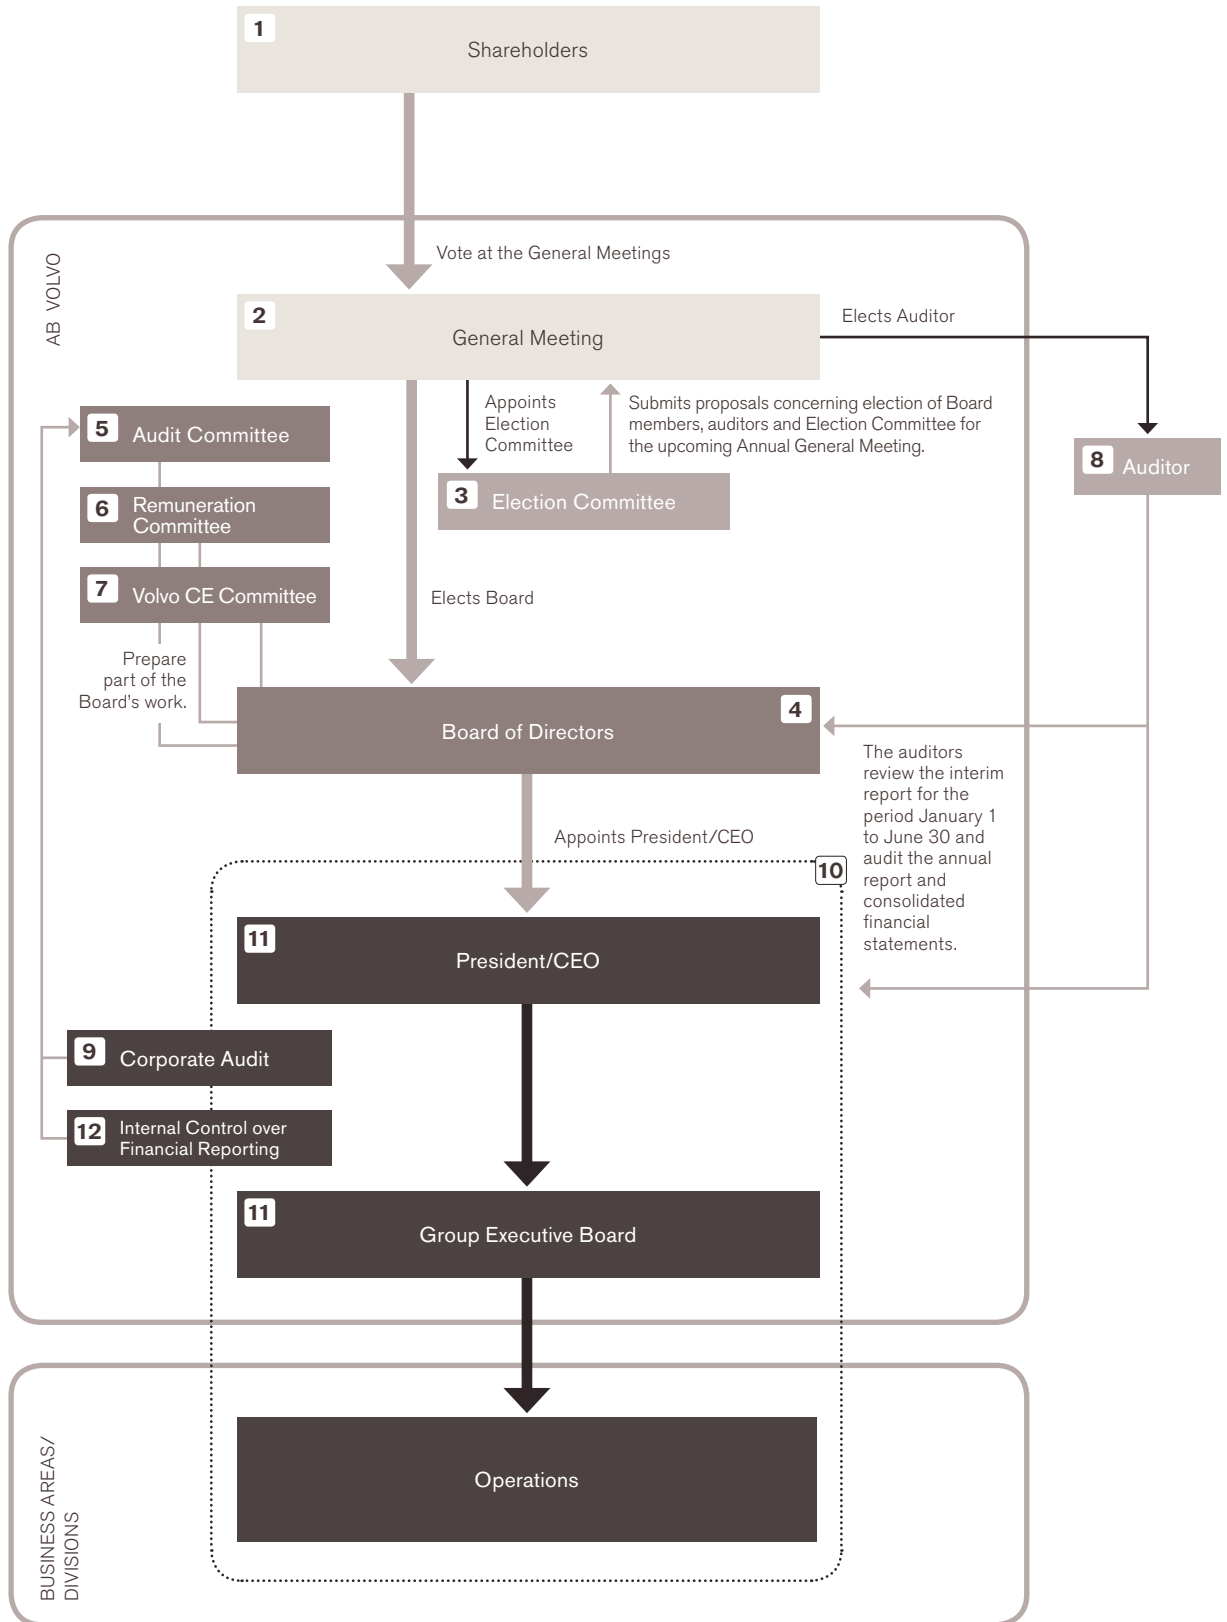 1
Shareholders
Vote at the General Meetings
AB VOLVO
2
General Meeting
Elects Auditor
Appoints
Election
Committee
Submits proposals concerning election of Board
members, auditors and Election Committee for
the upcoming Annual General Meeting.
5 Audit Committee
8 Auditor
6 Remuneration
Committee
3 Election Committee
7 Volvo CE Committee
Elects Board
Prepare
part of the
Board's work.
4
Board of Directors
The auditors
review the interim
report for the
period January 1
to June 30 and
audit the annual
report and
consolidated
financial
statements.
Appoints President/CEO
10
11
President/CEO
9 Corporate Audit
12 Internal Control over
Financial Reporting
11
Group Executive Board
BUSINESS AREAS/
DIVISIONS
Operations